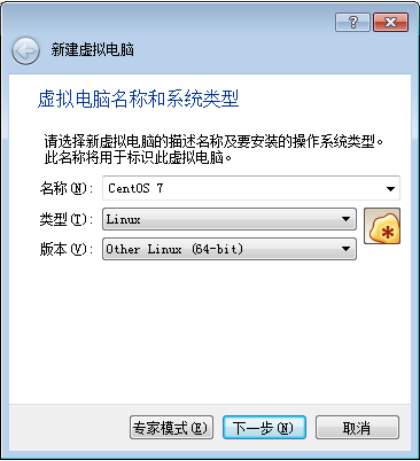 新建虚拟电脑
虚拟电脑名称和系统类型
请选择新虚拟电脑的描述名称及要安装的操作系统类型。
此名称将用于标识此虚拟电脑。
名称(N): CentOS 7
类型(T): Linux
版本(V): Other Linux (64-bit)
专家模式(E) 下一步(N) 取消